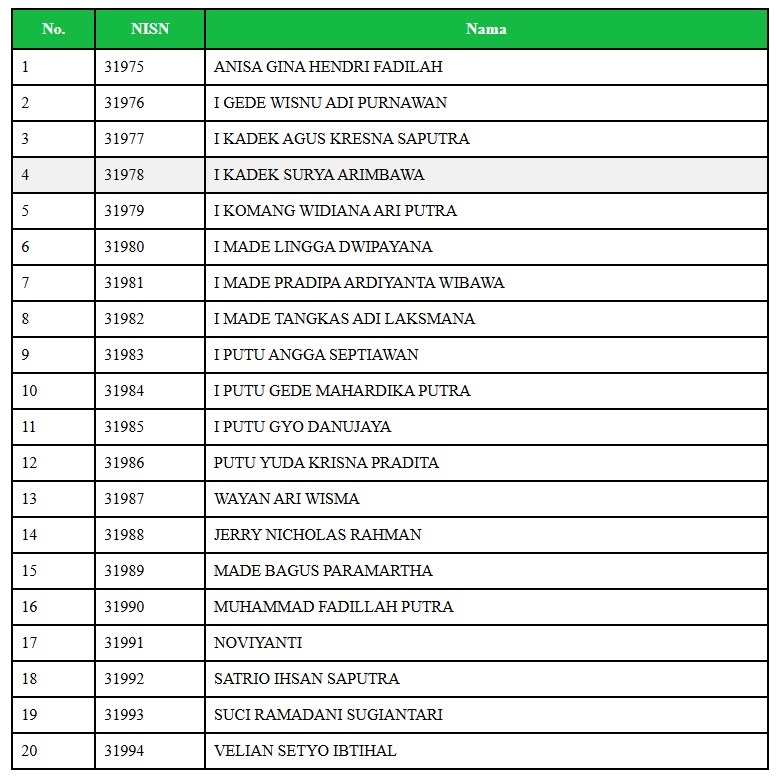 No. NISN Nama
1 31975 ANISA GINA HENDRI FADILAH
2 31976 I GEDE WISNU ADI PURNAWAN
3 31977 I KADEK AGUS KRESNA SAPUTRA
4 31978 I KADEK SURYA ARIMBAWA
5 31979 I KOMANG WIDIANA ARI PUTRA
6 31980 I MADE LINGGA DWIPAYANA
7 31981 I MADE PRADIPA ARDIYANTA WIBAWA
8 31982 I MADE TANGKAS ADI LAKSMANA
9 31983 I PUTU ANGGA SEPTIAWAN
10 31984 I PUTU GEDE MAHARDIKA PUTRA
11 31985 I PUTU GYO DANUJAYA
12 31986 PUTU YUDA KRISNA PRADITA
13 31987 WAYAN ARI WISMA
14 31988 JERRY NICHOLAS RAHMAN
15 31989 MADE BAGUS PARAMARTHA
16 31990 MUHAMMAD FADILLAH PUTRA
17 31991 NOVIYANTI
18 31992 SATRIO IHSAN SAPUTRA
19 31993 SUCI RAMADANI SUGIANTARI
20 31994 VELIAN SETYO IBTIHAL